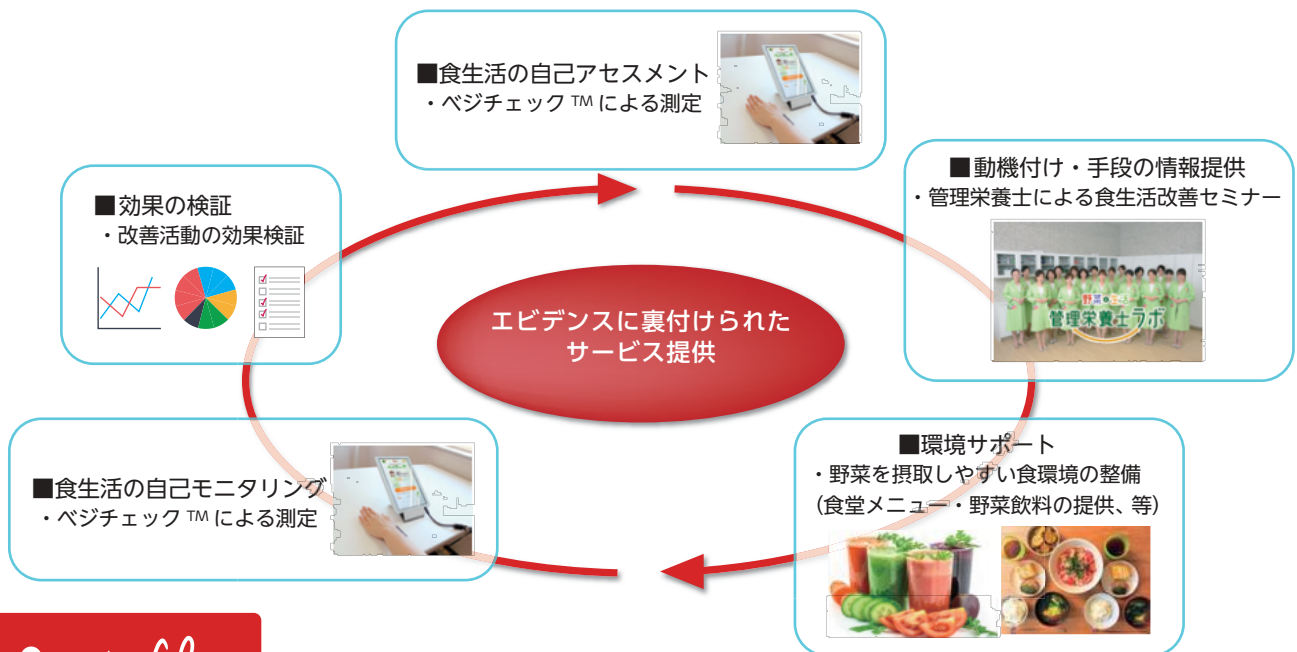 ■食生活の自己アセスメント
・ベジチェック™による測定
■動機付け・手段の情報提供
・管理栄養士による食生活改善セミナー
野菜と生活
管理栄養士ラボ
■環境サポート
・野菜を摂取しやすい食環境の整備
（食堂メニュー・野菜飲料の提供、等）
■食生活の自己モニタリング
・ベジチェック™による測定
■効果の検証
・改善活動の効果検証
エビデンスに裏付けられた
サービス提供